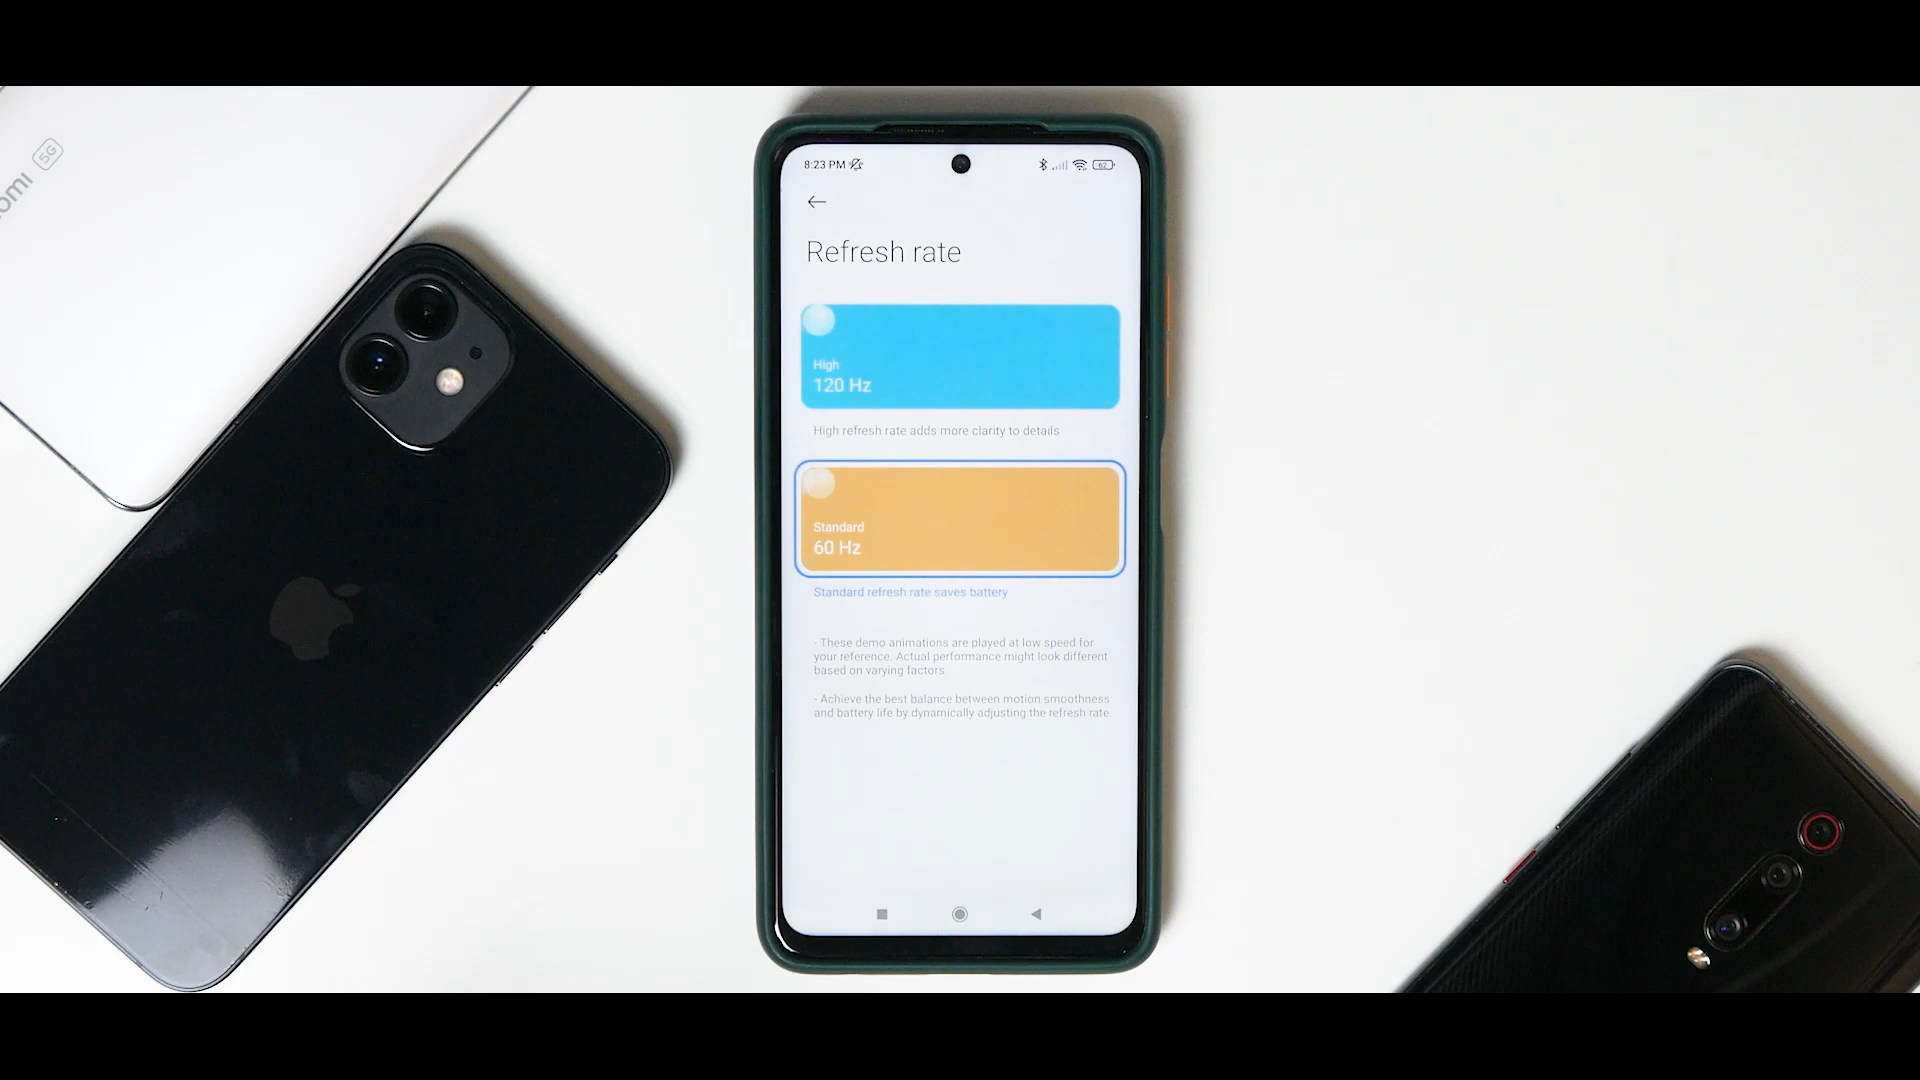 5G
omi
8:23 PM
62
Refresh rate
High
120 Hz
High refresh rate adds more clarity to details
Standard
60 Hz
Standard refresh rate saves battery
- These demo animations are played at low speed for
your reference. Actual performance might look different
based on varying factors.
- Achieve the best balance between motion smoothness
and battery life by dynamically adjusting the refresh rate